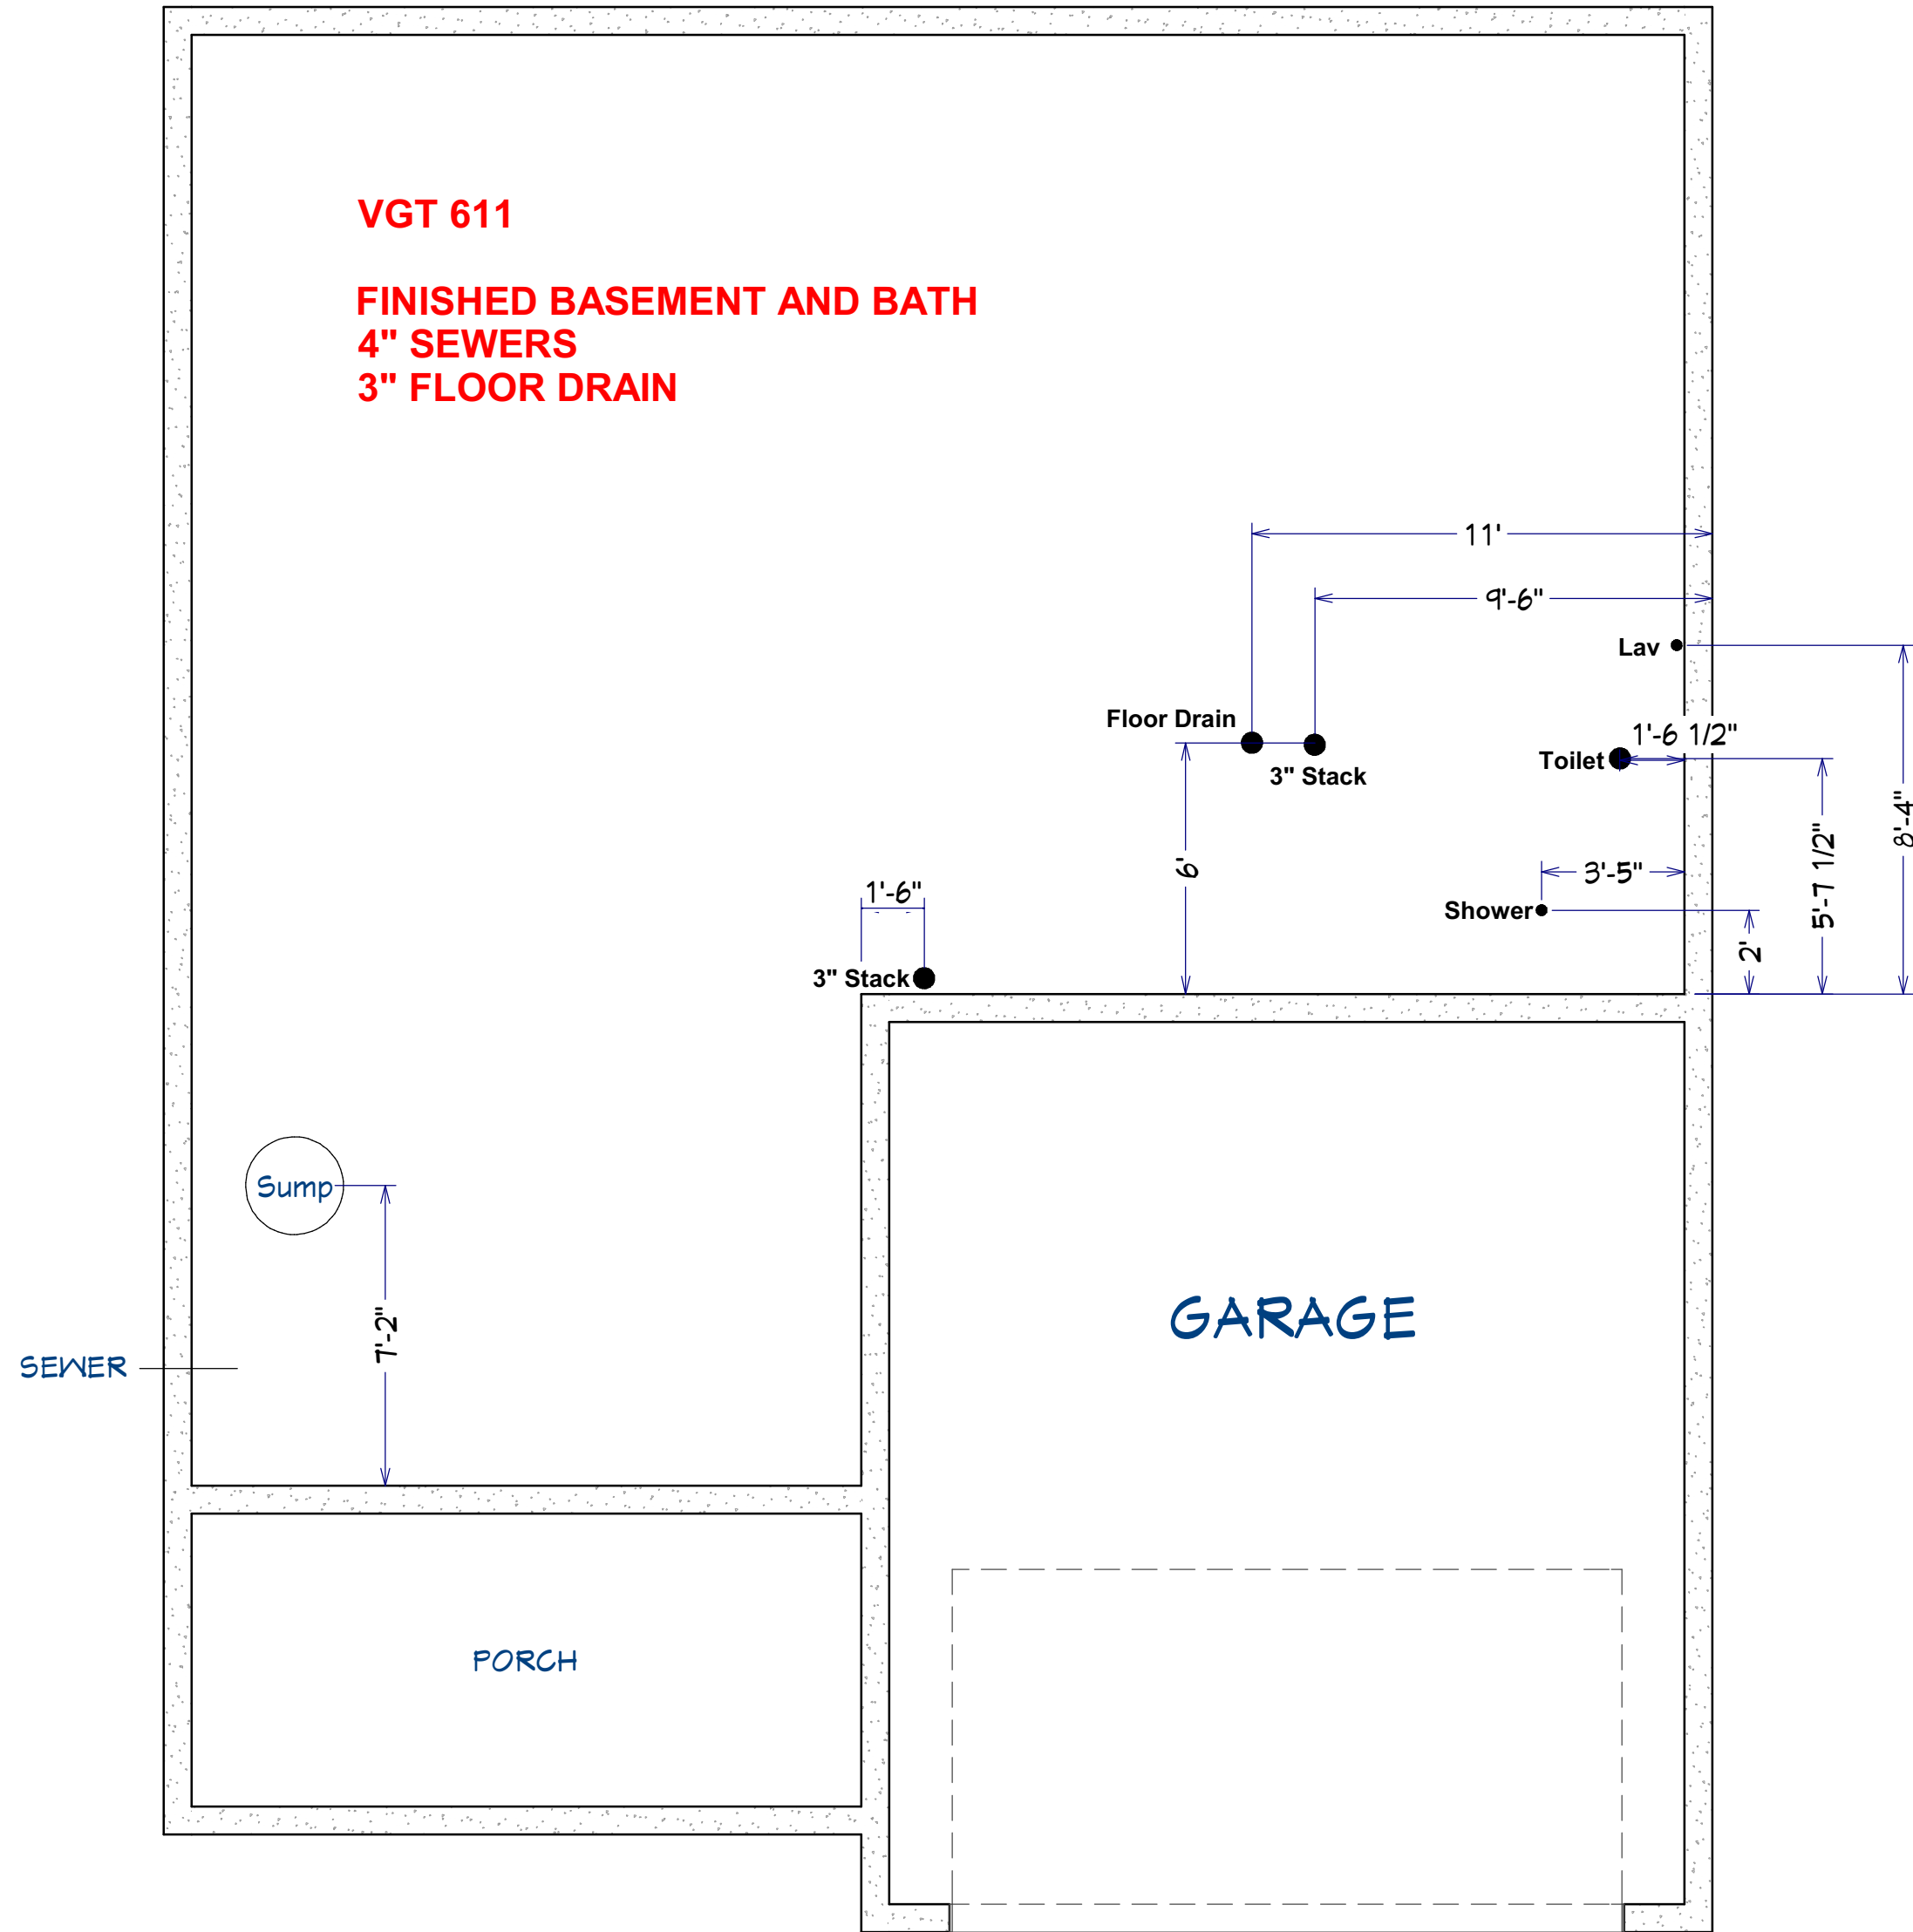 VGT 611
FINISHED BASEMENT AND BATH
4" SEWERS
3" FLOOR DRAIN
11'
9'-6"
Lav
Floor Drain
1'-6 1/2"
Toilet
3" Stack
8'-4"
5'-7 1/2"
6'
3'-5"
1'-6"
Shower
2'
3" Stack
Sump
GARAGE
7'-2"
SEWER
PORCH